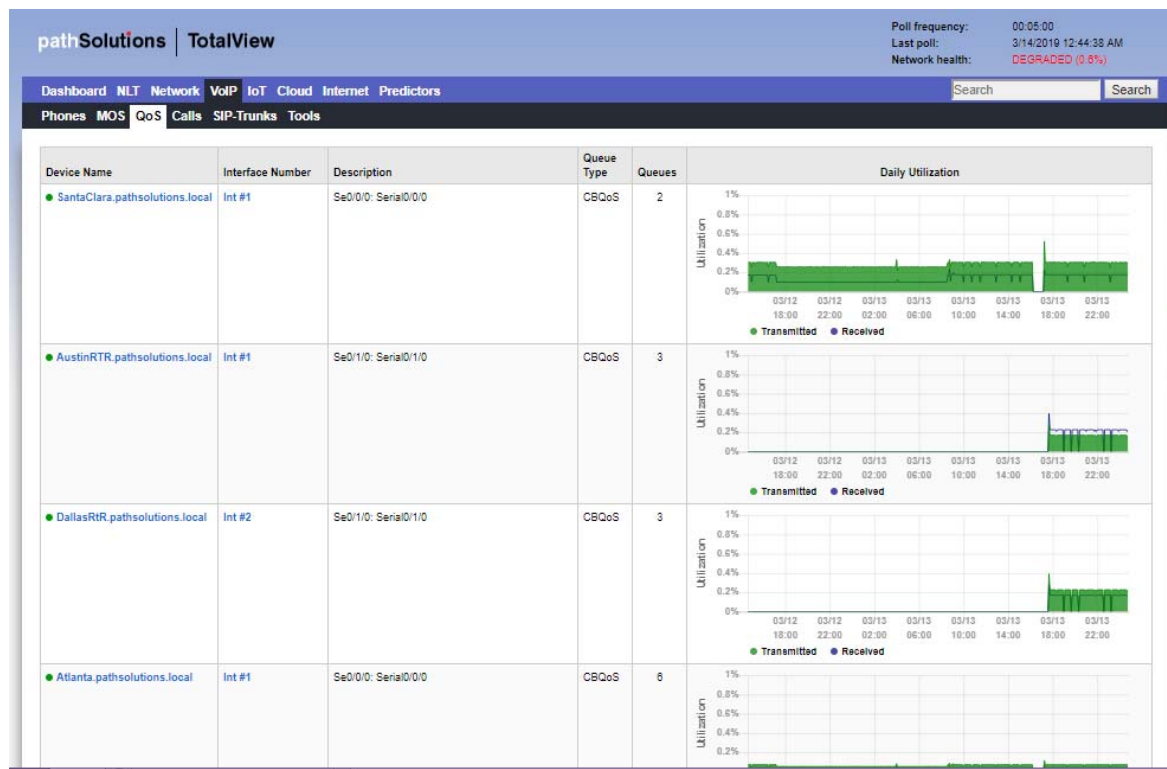 pathSolutions | TotalView
Poll frequency: 00:05:00
Last poll: 3/14/2019 12:44:38 AM
Network health: DEGRADED (0.6%)
Dashboard NLT Network VoIP IoT Cloud Internet Predictors
Search Search
Phones MOS QoS Calls SIP-Trunks Tools
Device Name Interface Number Description Queue Type Queues Daily Utilization
SantaClara.pathsolutions.local Int #1 Se0/0/0: Serial0/0/0 CBQoS 2
Utilization
1%
0.8%
0.6%
0.4%
0.2%
0%
03/12 03/12 03/13 03/13 03/13 03/13 03/13 03/13
18:00 22:00 02:00 06:00 10:00 14:00 18:00 22:00
Transmitted Received
AustinRTR.pathsolutions.local Int #1 Se0/1/0: Serial0/1/0 CBQoS 3
Utilization
1%
0.8%
0.6%
0.4%
0.2%
0%
03/12 03/12 03/13 03/13 03/13 03/13 03/13 03/13
18:00 22:00 02:00 06:00 10:00 14:00 18:00 22:00
Transmitted Received
DallasRtR.pathsolutions.local Int #2 Se0/1/0: Serial0/1/0 CBQoS 3
Utilization
1%
0.8%
0.6%
0.4%
0.2%
0%
03/12 03/12 03/13 03/13 03/13 03/13 03/13 03/13
18:00 22:00 02:00 06:00 10:00 14:00 18:00 22:00
Transmitted Received
Atlanta.pathsolutions.local Int #1 Se0/0/0: Serial0/0/0 CBQoS 6
Utilization
1%
0.8%
0.6%
0.4%
0.2%